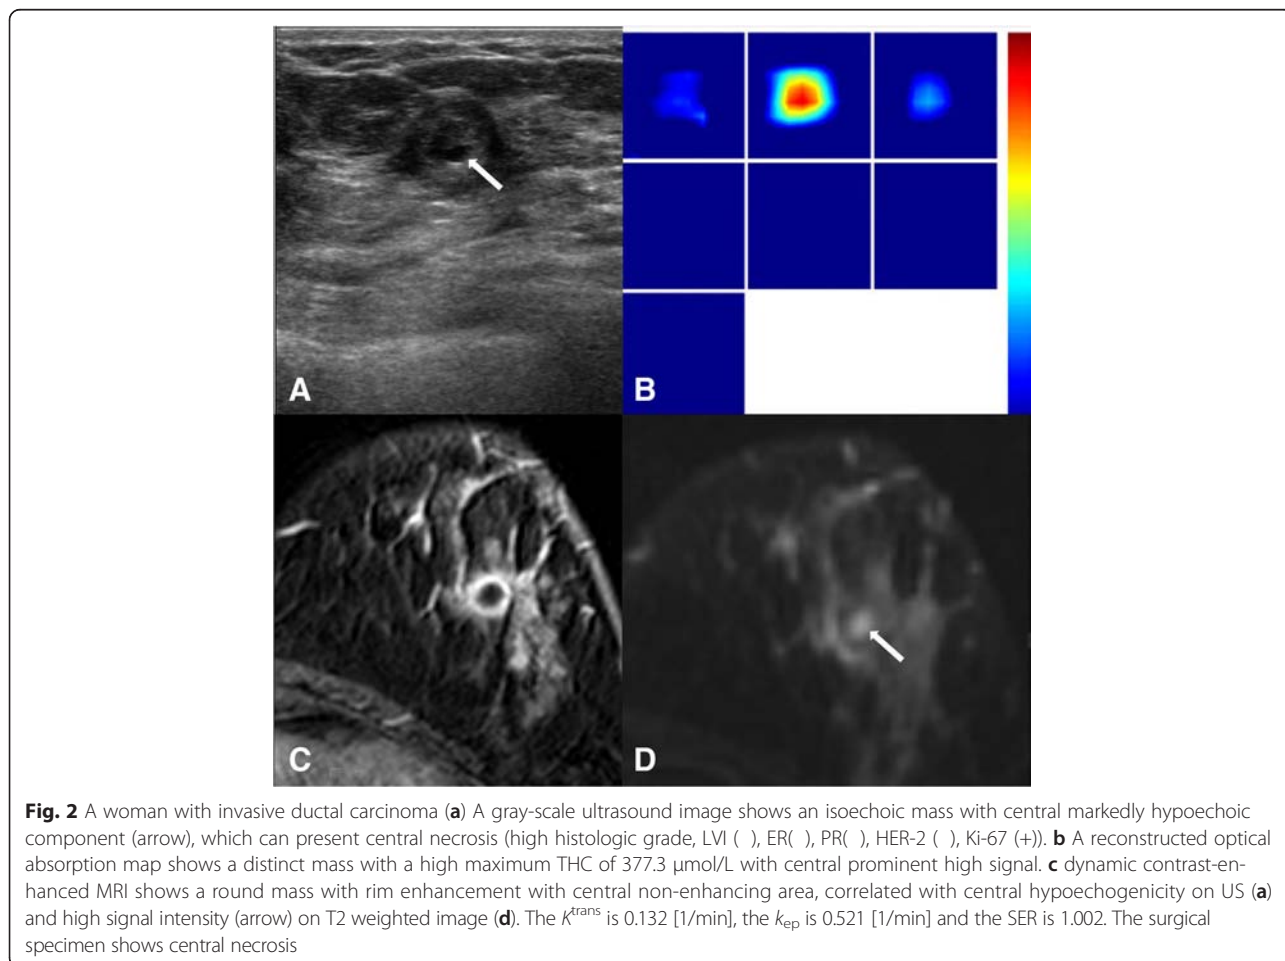 A
B
C
D
Fig. 2 A woman with invasive ductal carcinoma (a) A gray-scale ultrasound image shows an isoechoic mass with central markedly hypoechoic
component (arrow), which can present central necrosis (high histologic grade, LVI ( ), ER( ), PR( ), HER-2 ( ), Ki-67 (+)). b A reconstructed optical
absorption map shows a distinct mass with a high maximum THC of 377.3 μmol/L with central prominent high signal. c dynamic contrast-en-
hanced MRI shows a round mass with rim enhancement with central non-enhancing area, correlated with central hypoechogenicity on US (a)
and high signal intensity (arrow) on T2 weighted image (d). The K^trans is 0.132 [1/min], the k_ep is 0.521 [1/min] and the SER is 1.002. The surgical
specimen shows central necrosis